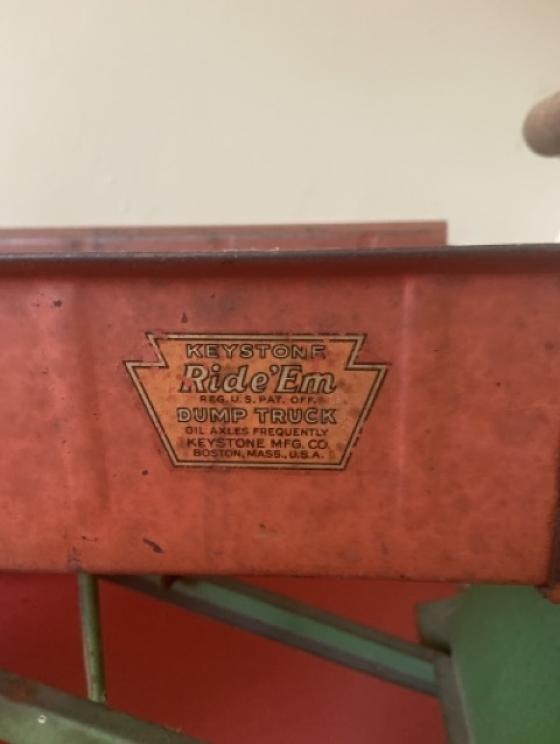 KEYSTONE
Ride'Em
REG. U.S. PAT. OFF.
DUMP TRUCK
OIL AXLES FREQUENTLY
KEYSTONE MFG. CO.
BOSTON, MASS., U.S.A.